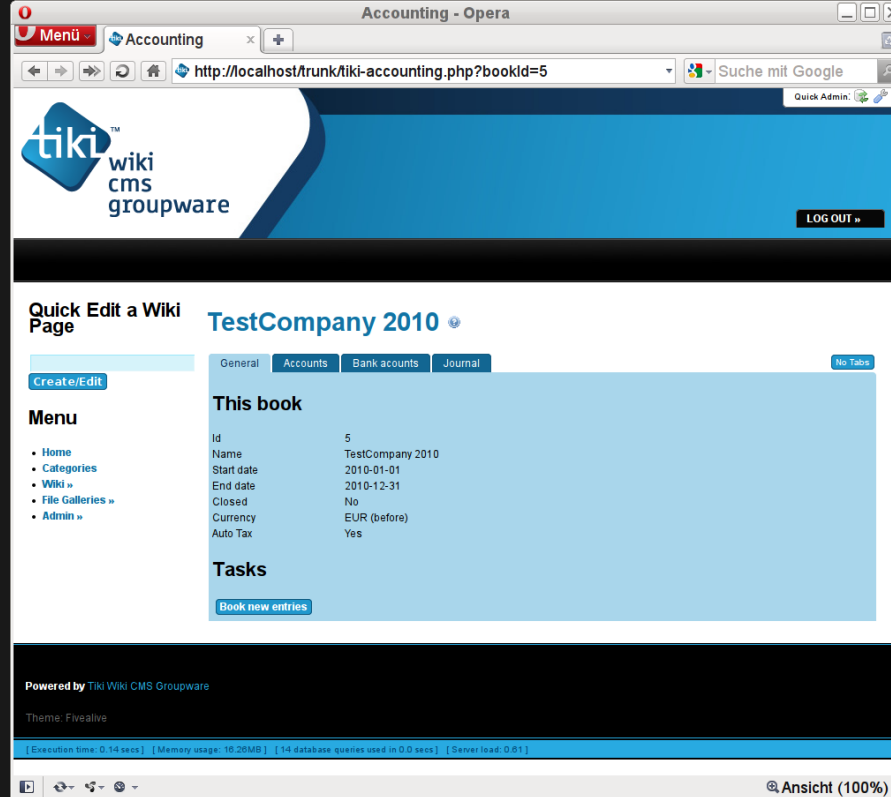 Accounting - Opera
Menü
Accounting
http://localhost/trunk/tiki-accounting.php?bookId=5
Suche mit Google
Quick Admin:
tiki™
wiki
cms
groupware
LOG OUT »
Quick Edit a Wiki
Page
Create/Edit
Menu
Home
Categories
Wiki »
File Galleries »
Admin »
TestCompany 2010
General
Accounts
Bank acounts
Journal
No Tabs
This book
Id 5
Name TestCompany 2010
Start date 2010-01-01
End date 2010-12-31
Closed No
Currency EUR (before)
Auto Tax Yes
Tasks
Book new entries
Powered by Tiki Wiki CMS Groupware
Theme: Fivealive
[ Execution time: 0.14 secs ] [ Memory usage: 16.26MB ] [ 14 database queries used in 0.0 secs ] [ Server load: 0.61 ]
Ansicht (100%)